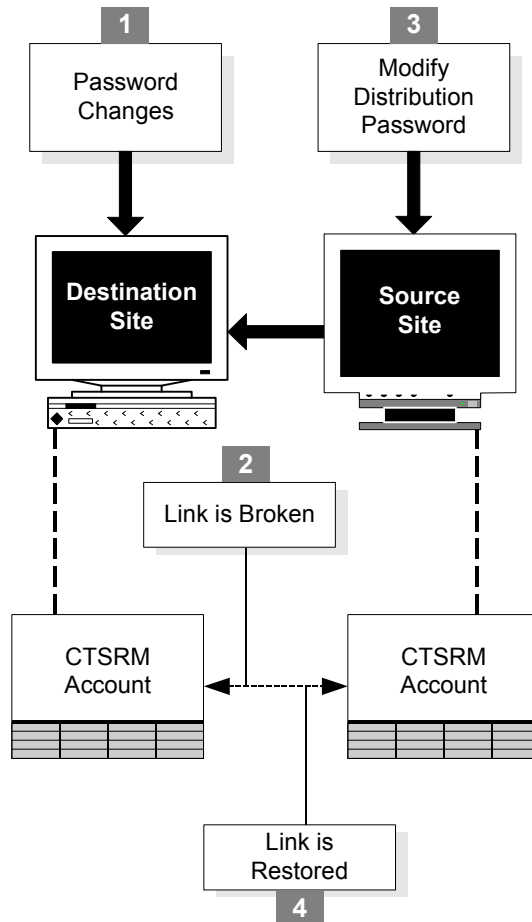 1
Password
Changes
3
Modify
Distribution
Password
Destination
Site
Source
Site
2
Link is Broken
CTSRM
Account
CTSRM
Account
Link is
Restored
4